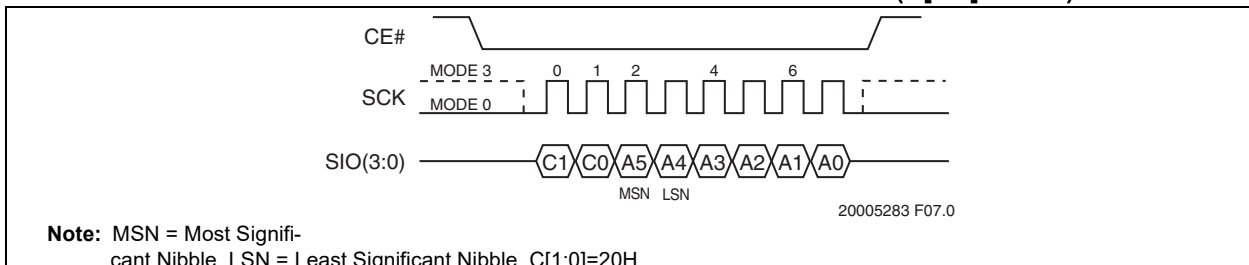 CE#
MODE 3 0 1 2 4 6
SCK
MODE 0
SIO(3:0) C1 C0 A5 A4 A3 A2 A1 A0
MSN LSN
20005283 F07.0
Note: MSN = Most Signifi-
cant Nibble, LSN = Least Significant Nibble, C[1:0]=20H